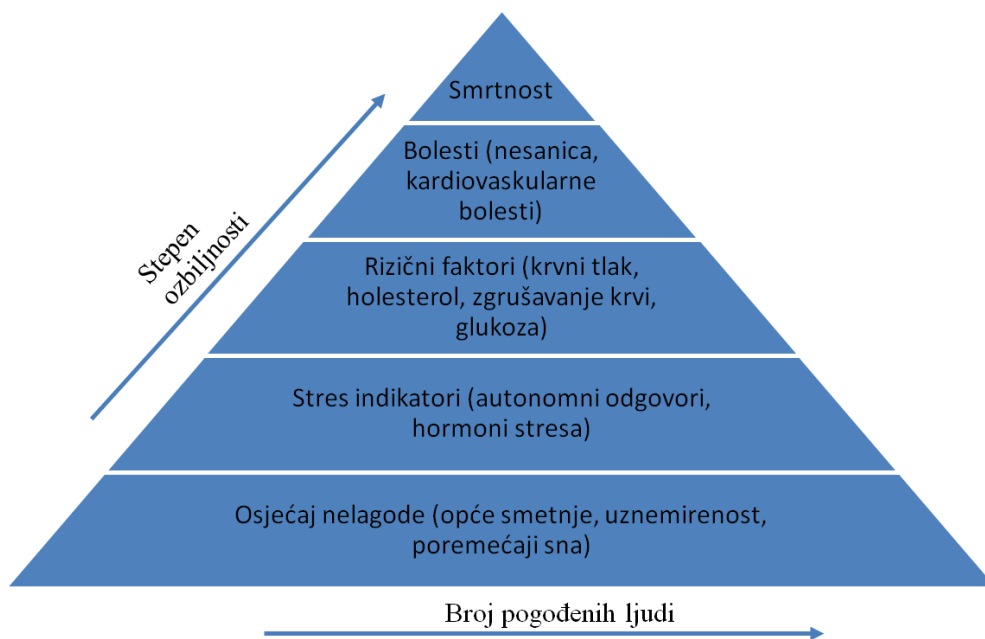 Smrtnost
Bolesti (nesanica,
kardiovaskularne
bolesti)
Rizični faktori (krvni tlak,
holesterol, zgrušavanje krvi,
glukoza)
Stres indikatori (autonomni odgovori,
hormoni stresa)
Osjećaj nelagode (opće smetnje, uznemirenost,
poremećaji sna)
Stepen
ozbiljnosti
Broj pogođenih ljudi